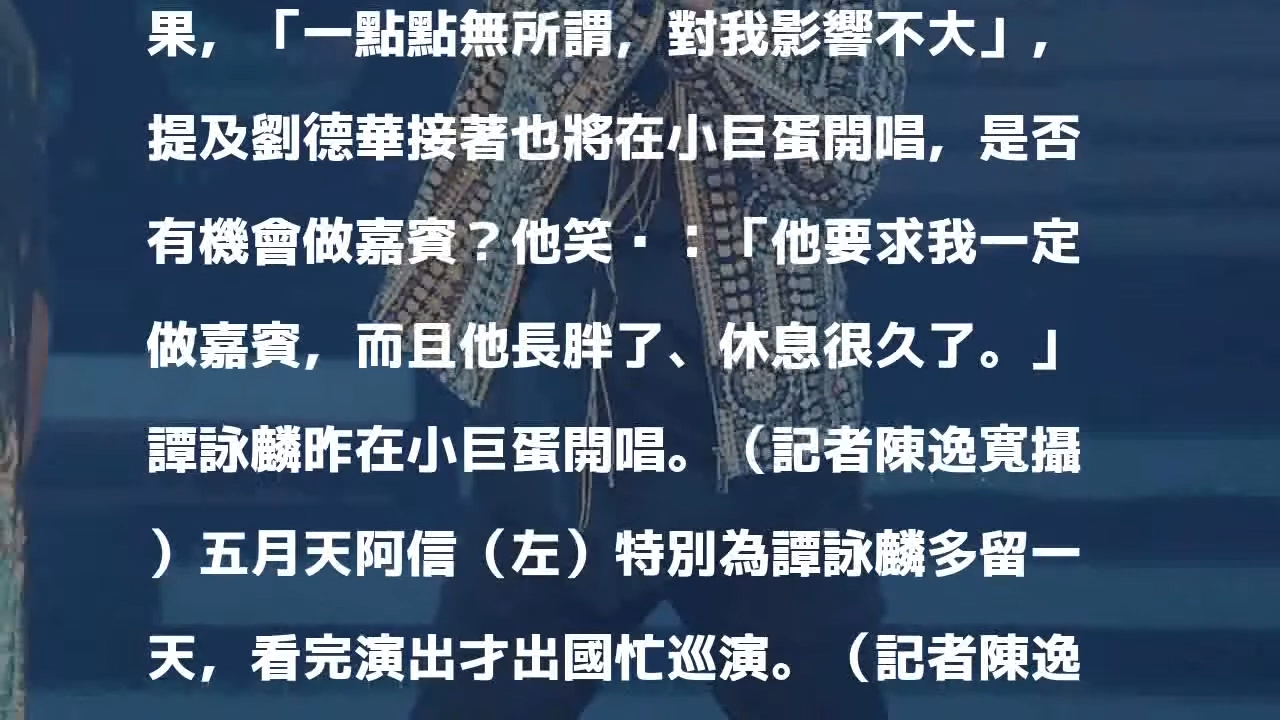 果，「一點點無所謂，對我影響不大」，
提及劉德華接著也將在小巨蛋開唱，是否
有機會做嘉賓？他笑·：「他要求我一定
做嘉賓，而且他長胖了、休息很久了。」
譚詠麟昨在小巨蛋開唱。（記者陳逸寬攝
）五月天阿信（左）特別為譚詠麟多留一
天，看完演出才出國忙巡演。（記者陳逸